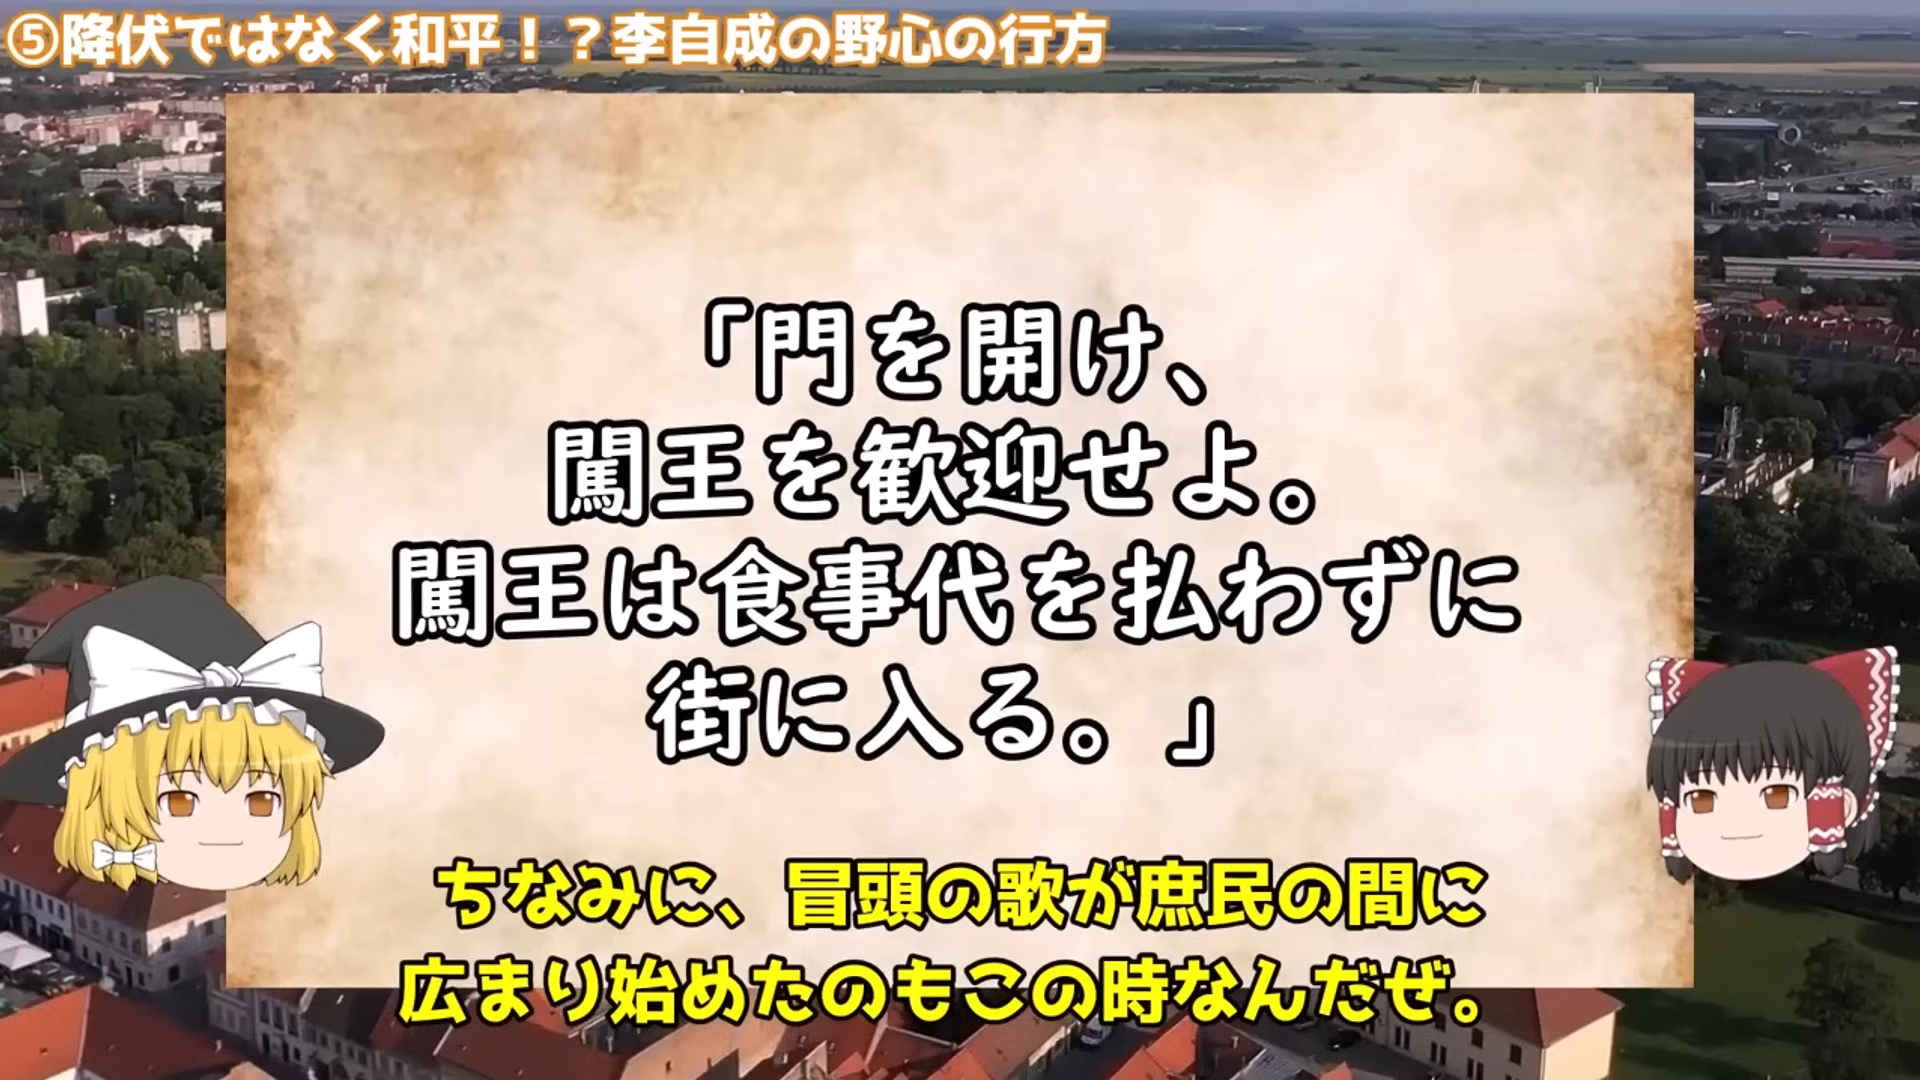 ⑤降伏ではなく和平！？李自成の野心の行方
「門を開け、
闖王を歓迎せよ。
闖王は食事代を払わずに
街に入る。」
ちなみに、冒頭の歌が庶民の間に
広まり始めたのもこの時なんだぜ。